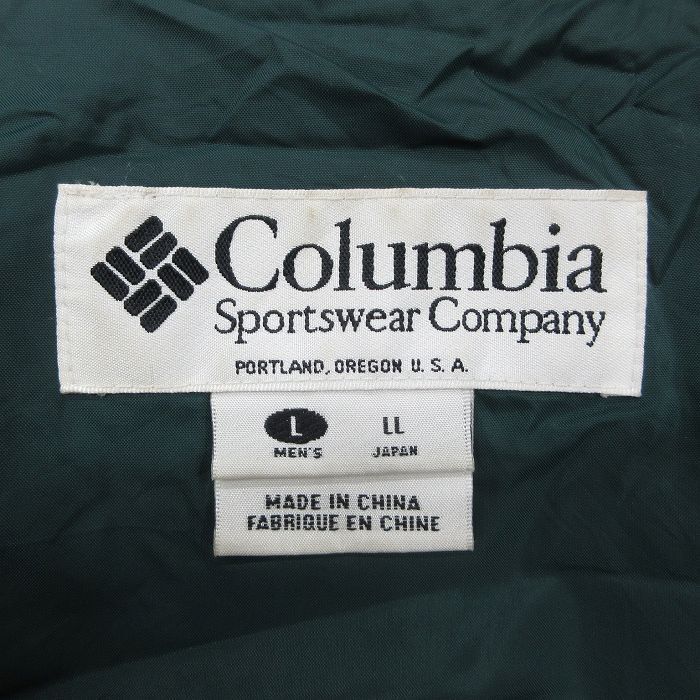 Columbia
Sportswear Company
PORTLAND, OREGON U. S. A.
L LL
MEN'S JAPAN
MADE IN CHINA
FABRIQUE EN CHINE